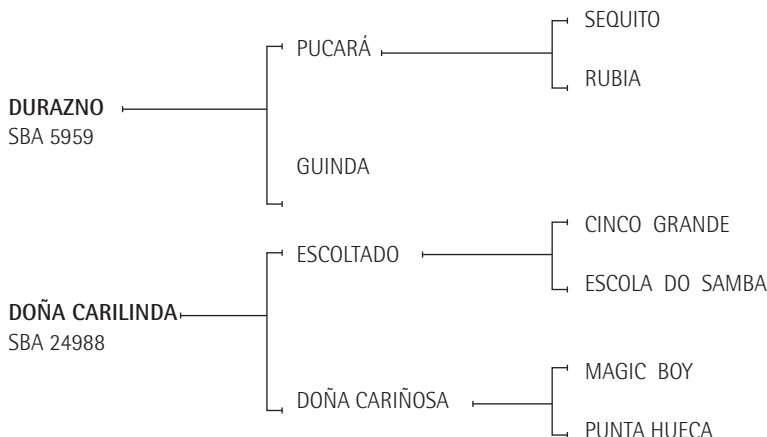 SEQUITO
PUCARÁ
RUBIA
DURAZNO
SBA 5959
GUINDA
CINCO GRANDE
ESCOLTADO
ESCOLA DO SAMBA
DOÑA CARILINDA
SBA 24988
MAGIC BOY
DOÑA CARIÑOSA
PUNTA HUECA